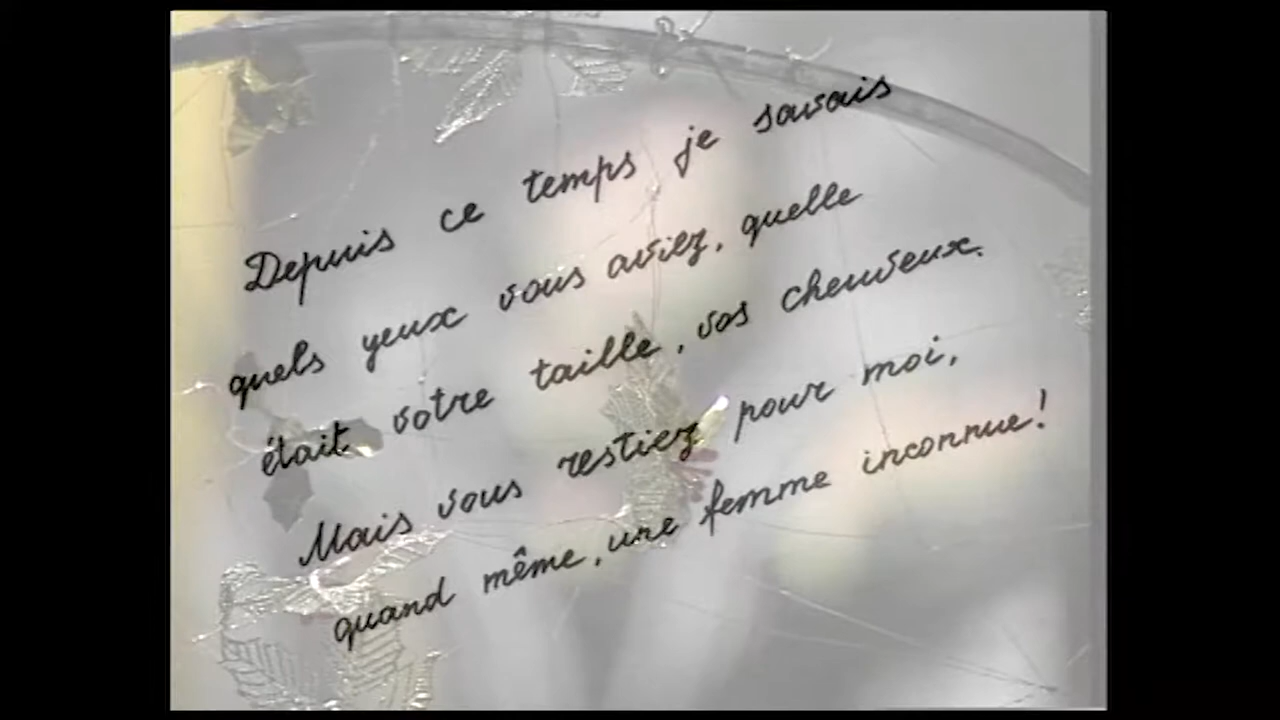 Depuis ce temps je savais
quels yeux vous aviez, quelle
était votre taille, vos cheuveux.
Mais vous restiez pour moi,
quand même, une femme inconnue!